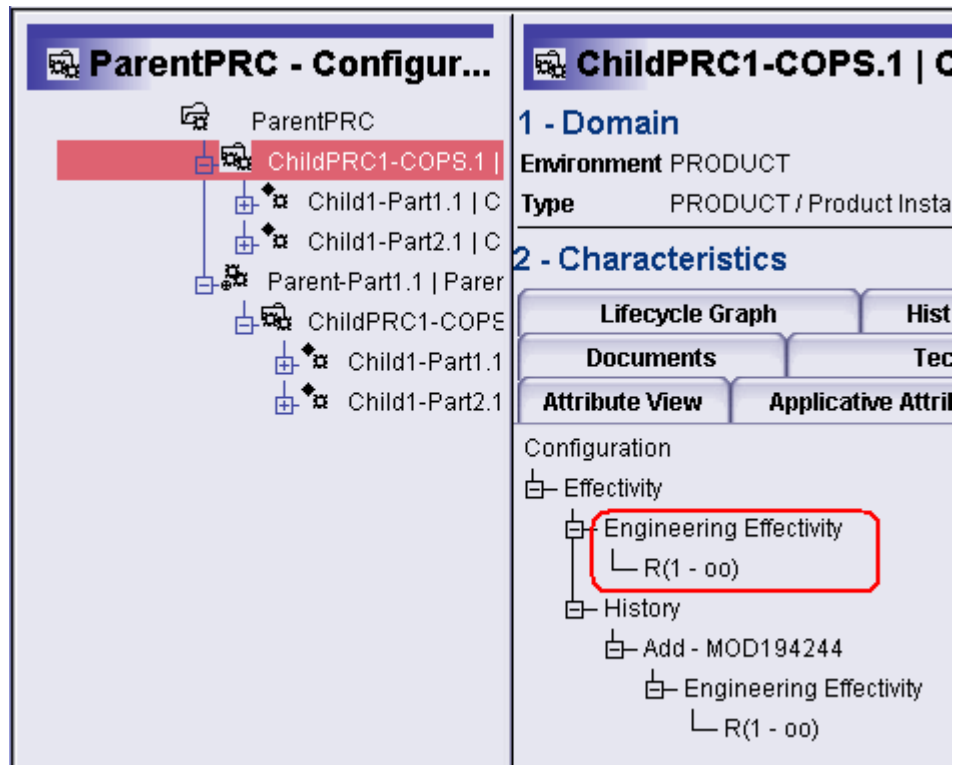 ParentPRC - Configur...
ParentPRC
ChildPRC1-COPS.1 |
Child1-Part1.1 | C
Child1-Part2.1 | C
Parent-Part1.1 | Parer
ChildPRC1-COPS
Child1-Part1.1
Child1-Part2.1
ChildPRC1-COPS.1 | C
1 - Domain
Environment PRODUCT
Type PRODUCT / Product Insta
2 - Characteristics
Lifecycle Graph Hist
Documents Tec
Attribute View Applicative Attril
Configuration
Effectivity
Engineering Effectivity
R(1 - oo)
History
Add - MOD194244
Engineering Effectivity
R(1 - oo)